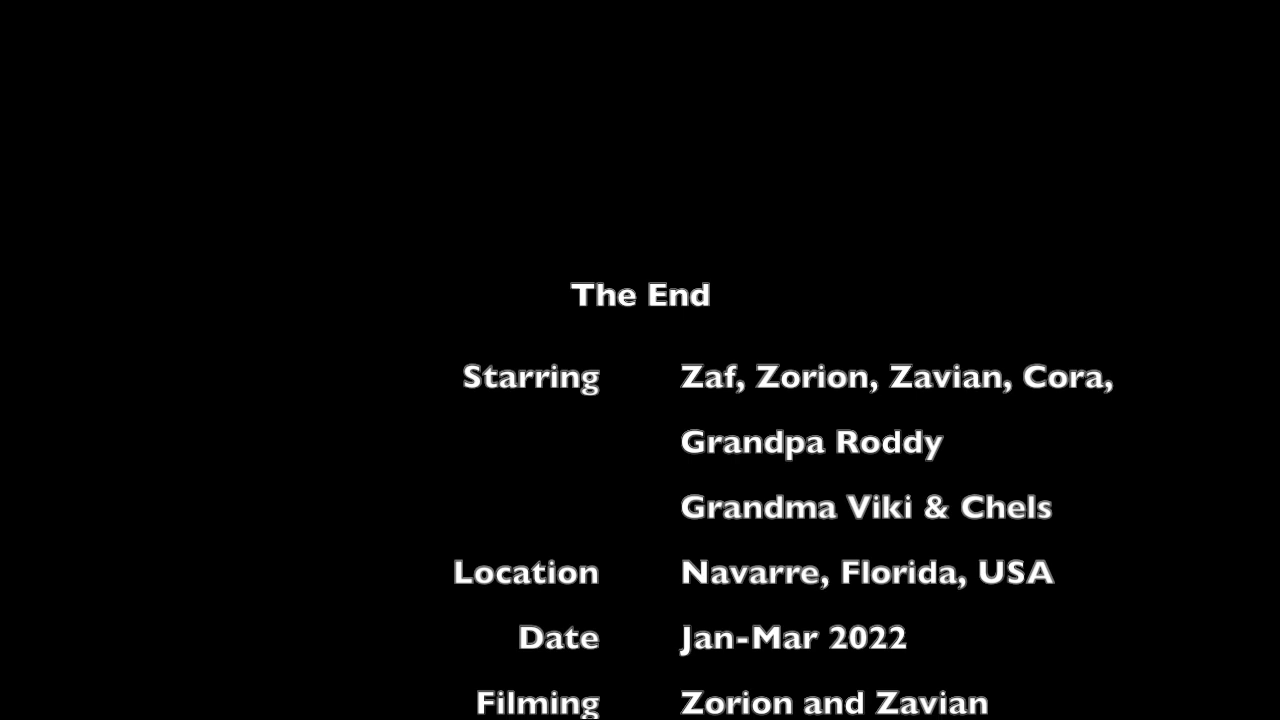 The End
Starring Zaf, Zorion, Zavian, Cora,
Grandpa Roddy
Grandma Viki & Chels
Location Navarre, Florida, USA
Date Jan-Mar 2022
Filming Zorion and Zavian